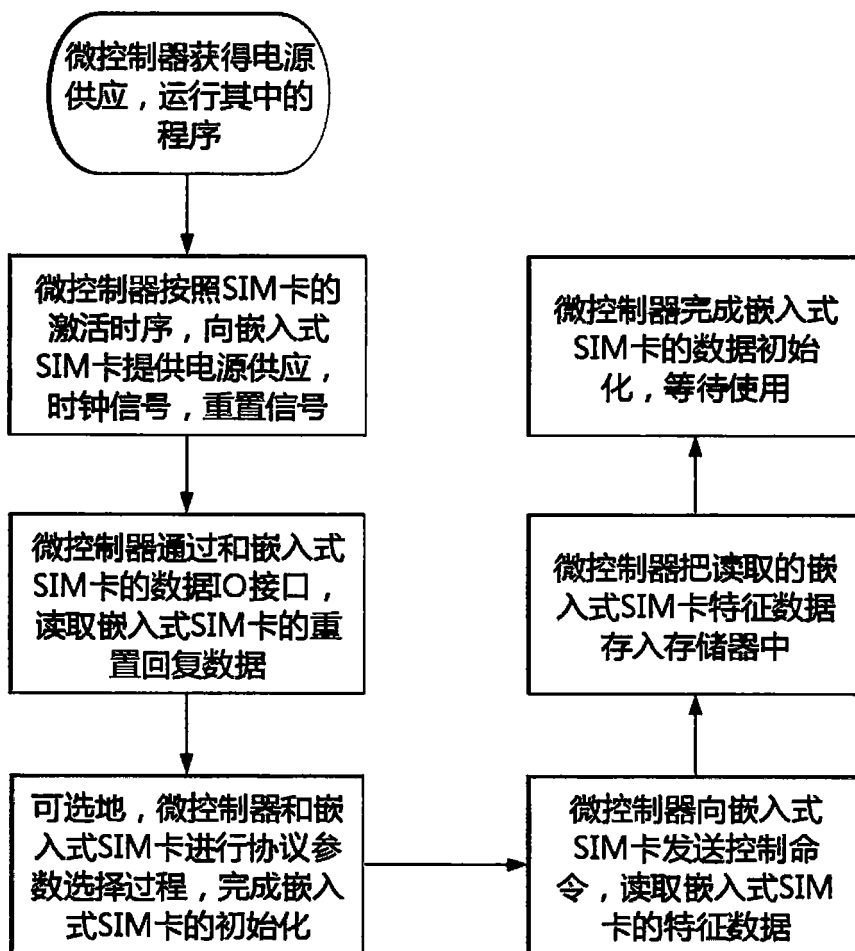 微控制器获得电源
供应，运行其中的
程序
微控制器按照SIM卡的
激活时序，向嵌入式
SIM卡提供电源供应，
时钟信号，重置信号
微控制器通过和嵌入式
SIM卡的数据IO接口，
读取嵌入式SIM卡的重
置回复数据
可选地，微控制器和嵌
入式SIM卡进行协议参
数选择过程，完成嵌入
式SIM卡的初始化
微控制器向嵌入式
SIM卡发送控制命
令，读取嵌入式SIM
卡的特征数据
微控制器把读取的嵌
入式SIM卡特征数据
存入存储器中
微控制器完成嵌入式
SIM卡的数据初始
化，等待使用